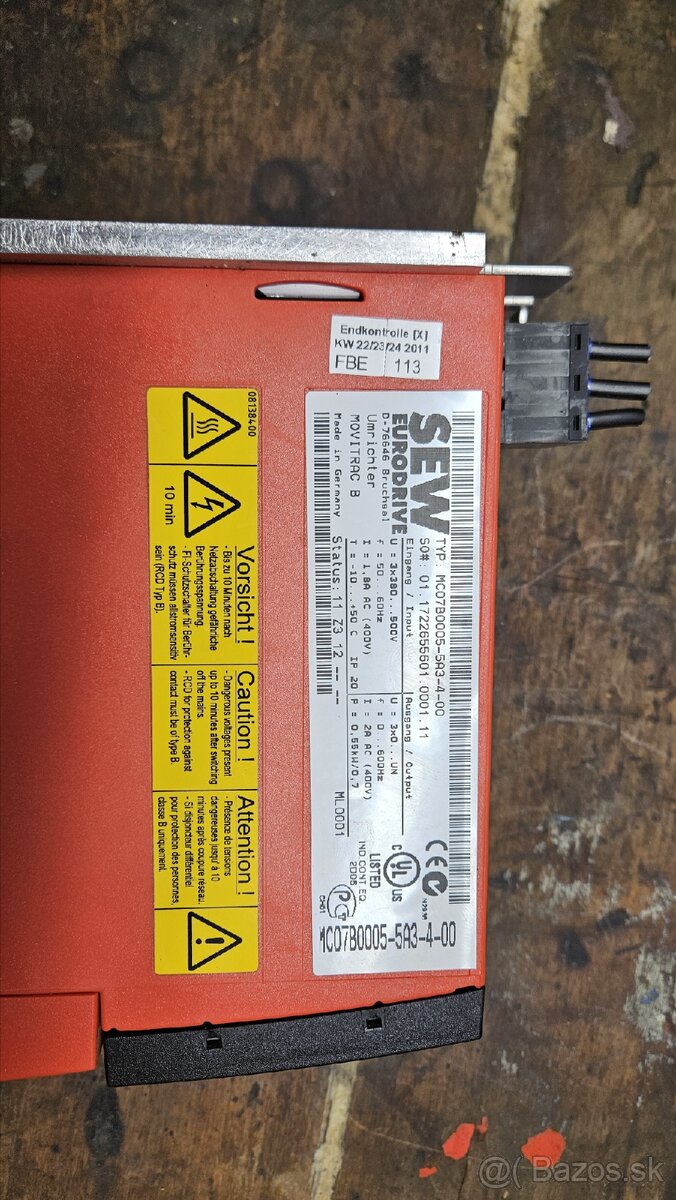 Endkontrolle [X]
KW 22/23/24 2011
FBE 113
SEW
EURODRIVE
D-76646 Bruchsal
Umrichter
MOVITRAC B
Made in Germany
TYP: MC07B0005-5A3-4-00
SO#: 01.1722655601.0001.11
Eingang / Input
U = 3x380...500V
f = 50...60Hz
I = 1,8A AC (400V)
T = -10...+50 C IP 20
Status: 11 Z3 12 -- --
Ausgang / Output
U = 3x0...UN
f = 0...600Hz
I = 2A AC (400V)
P = 0,55kW/0,7
ML0001
CE
N2936
C UL US
LISTED
IND.CONT.EQ.
2D06
MC07B0005-5A3-4-00
08138400
10 min
Vorsicht !
- Bis zu 10 Minuten nach
Netzabschaltung gefährliche
Berührungsspannung.
- FI-Schutzschalter für Berühr-
schutz müssen allstromsensitiv
sein (RCD Typ B).
Caution !
- Dangerous voltages present
up to 10 minutes after switching
off the mains.
- RCD for protection against
contact must be of type B.
Attention !
- Présence de tensions
dangereuses jusqu'à 10
minutes après coupure réseau.
- Si disjoncteur différentiel
pour protection des personnes,
classe B uniquement.
@( Bazos.sk